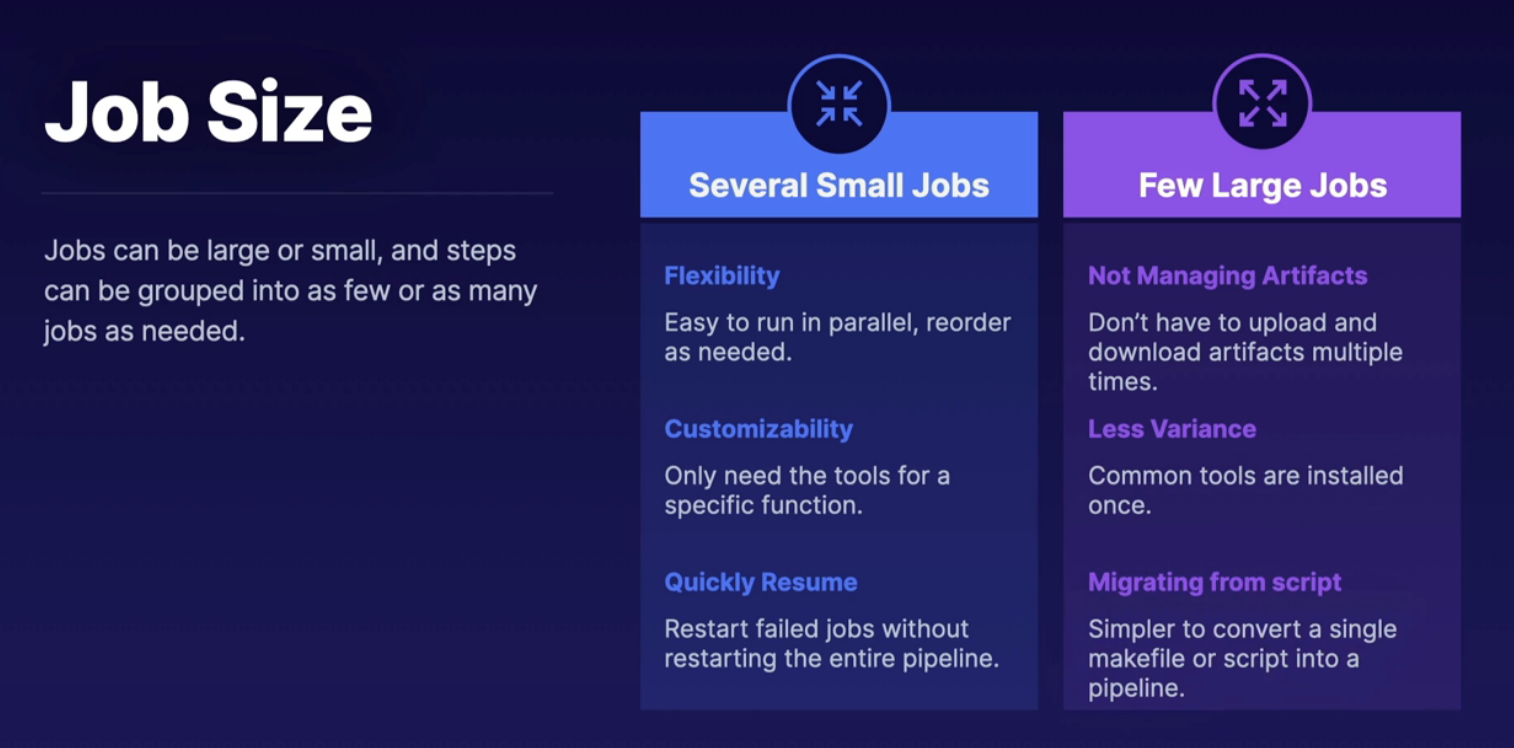 Job Size
Jobs can be large or small, and steps
can be grouped into as few or as many
jobs as needed.
Several Small Jobs
Flexibility
Easy to run in parallel, reorder
as needed.
Customizability
Only need the tools for a
specific function.
Quickly Resume
Restart failed jobs without
restarting the entire pipeline.
Few Large Jobs
Not Managing Artifacts
Don’t have to upload and
download artifacts multiple
times.
Less Variance
Common tools are installed
once.
Migrating from script
Simpler to convert a single
makefile or script into a
pipeline.